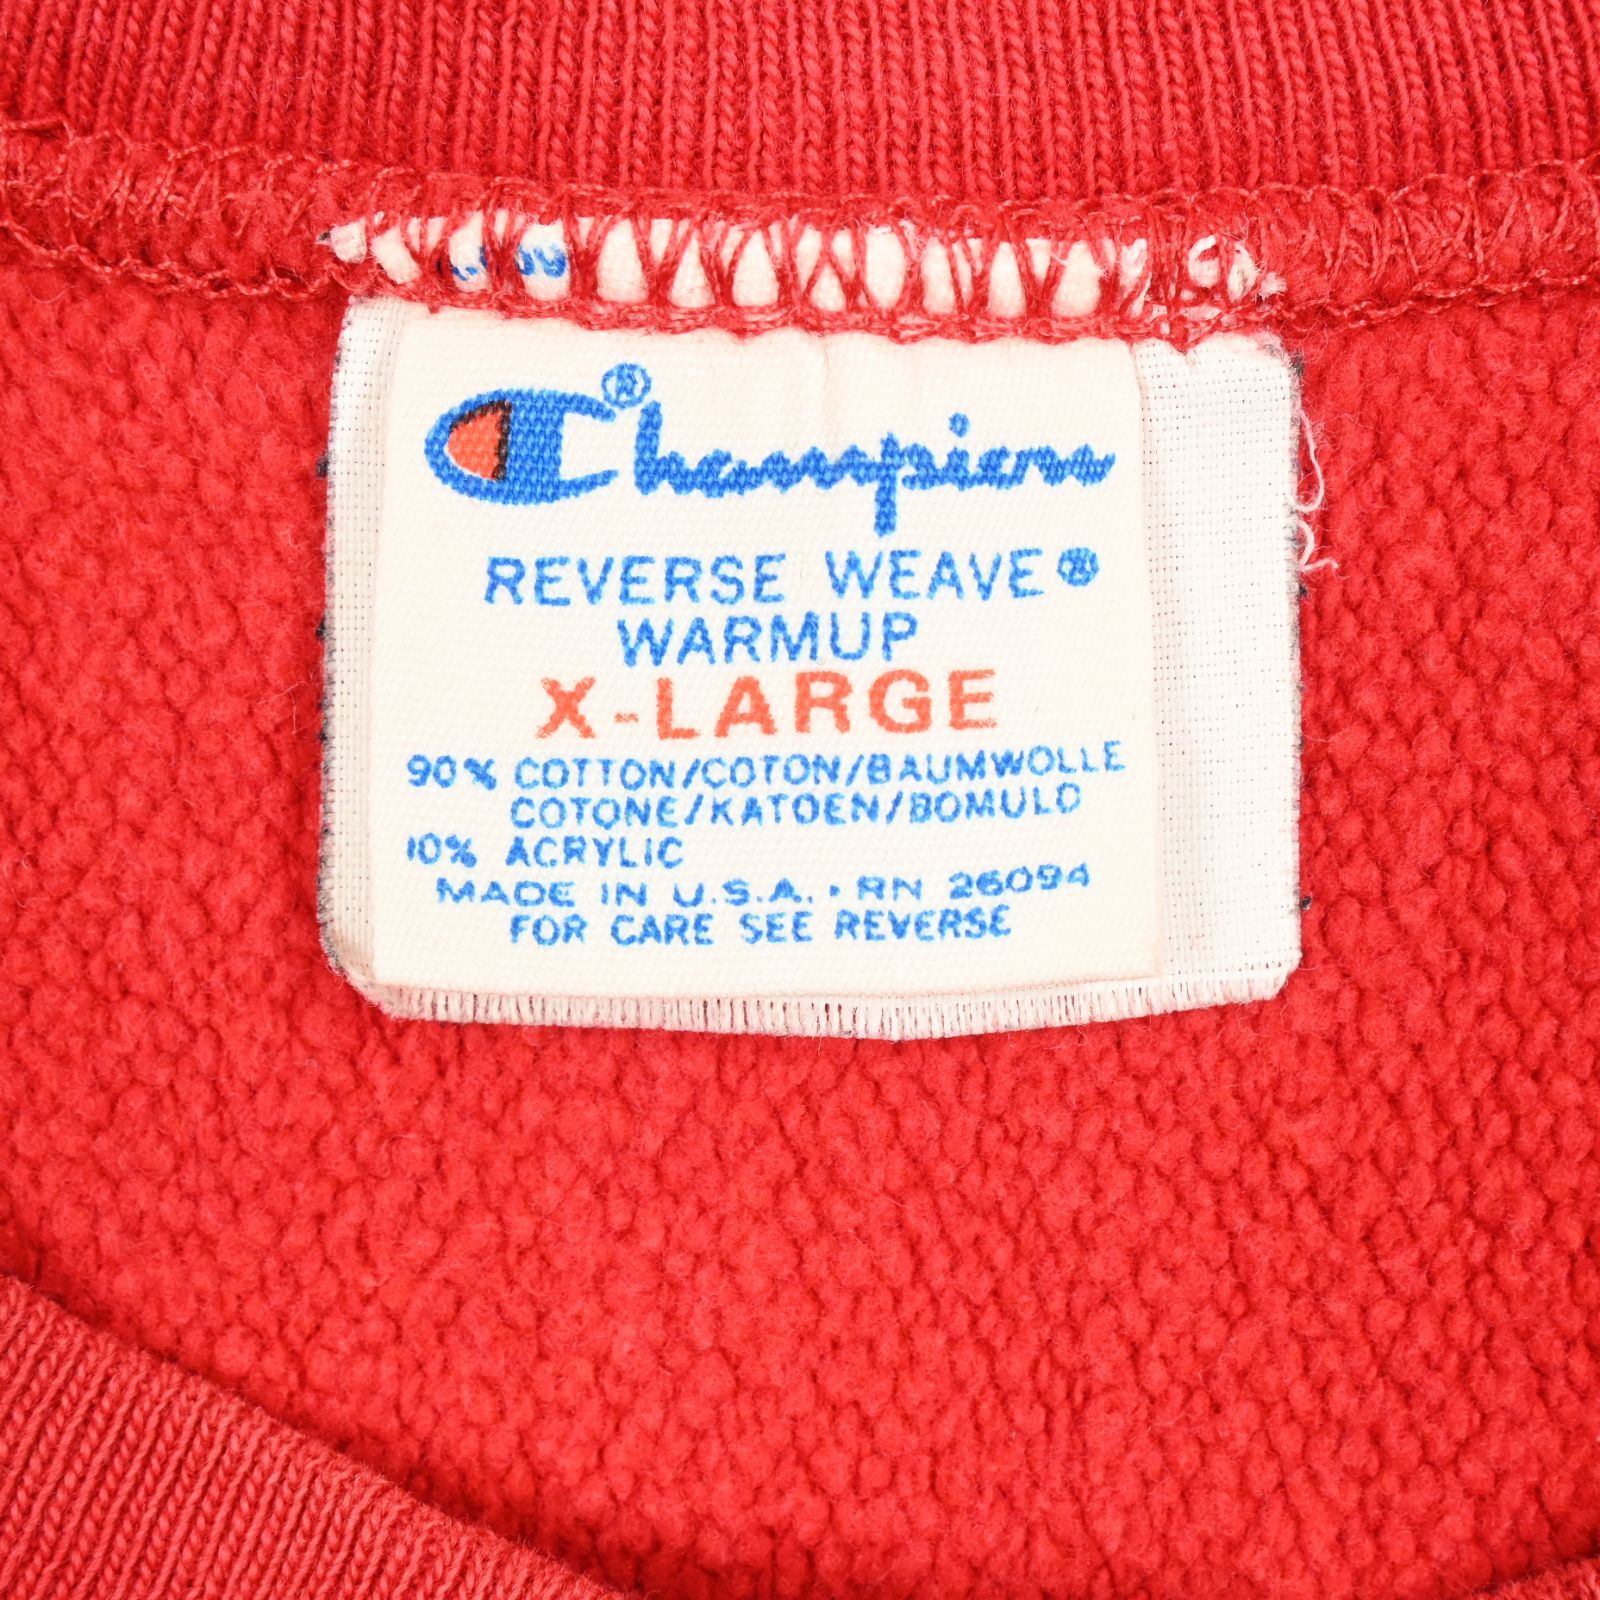 Champion®
REVERSE WEAVE®
WARMUP
X-LARGE
90% COTTON/COTON/BAUMWOLLE
COTONE/KATOEN/BOMULD
10% ACRYLIC
MADE IN U.S.A. • RN 26094
FOR CARE SEE REVERSE